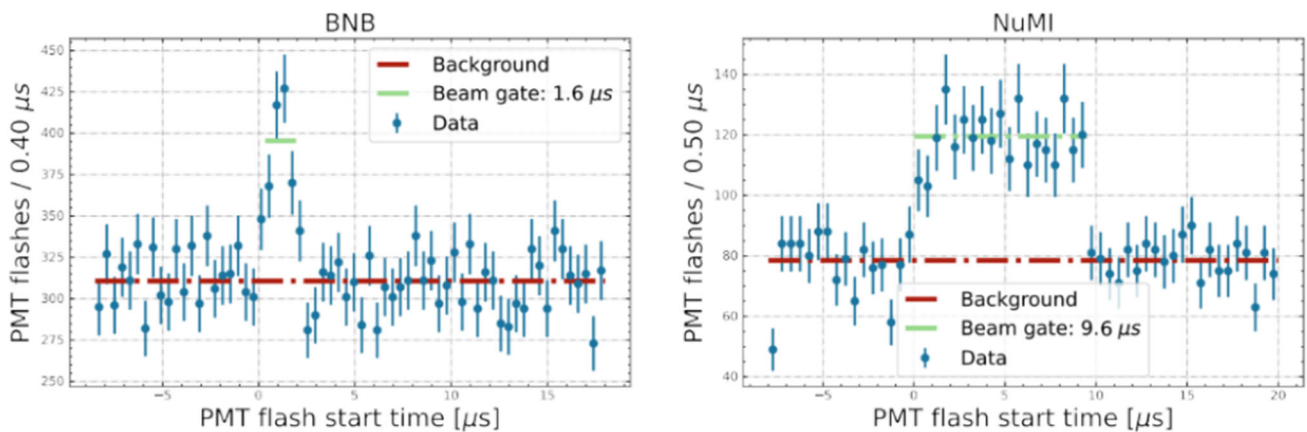 BNB
450
425
400
375
350
325
300
275
250
PMT flashes / 0.40 μs
Background
Beam gate: 1.6 μs
Data
−5
0
5
10
15
PMT flash start time [μs]
NuMI
140
120
100
80
60
40
PMT flashes / 0.50 μs
Background
Beam gate: 9.6 μs
Data
−5
0
5
10
15
20
PMT flash start time [μs]